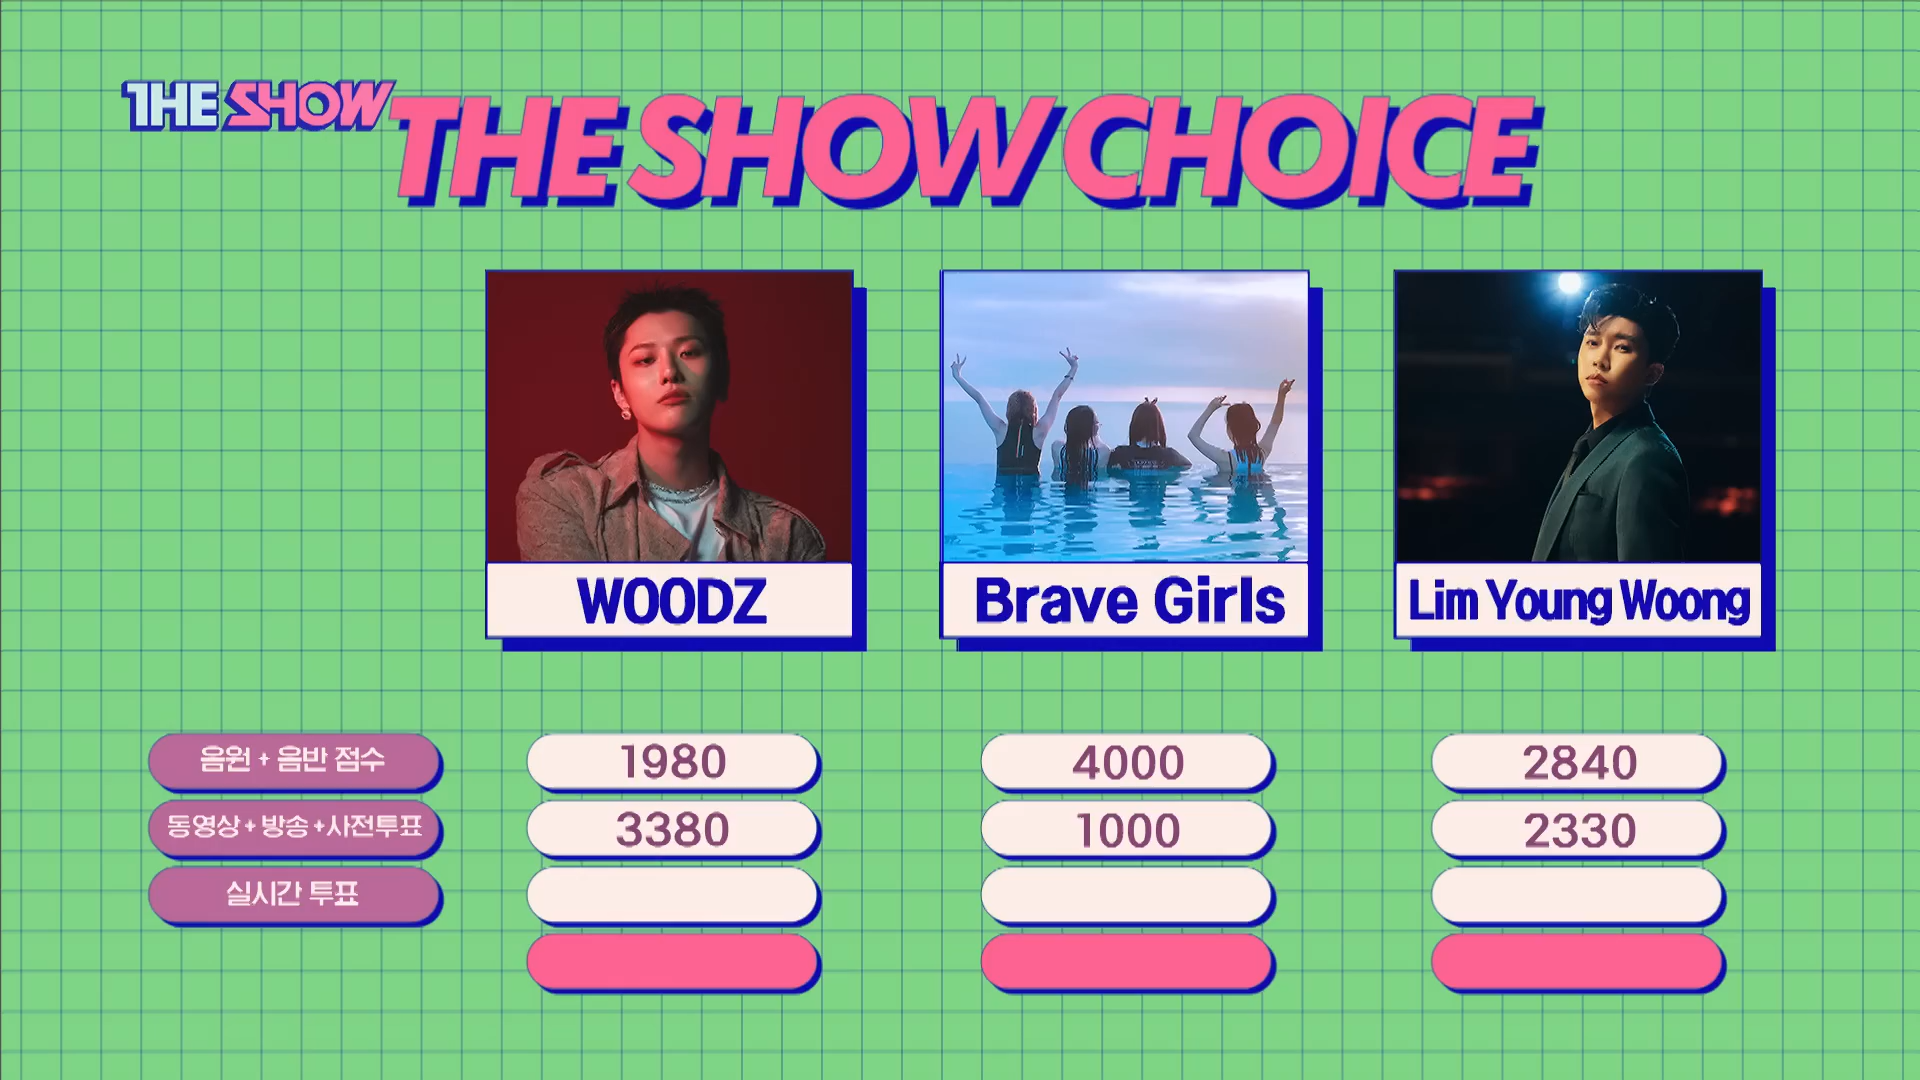 THE SHOW
THE SHOW CHOICE
WOODZ
Brave Girls
Lim Young Woong
음원 + 음반 점수
1980
4000
2840
동영상 + 방송 + 사전투표
3380
1000
2330
실시간 투표